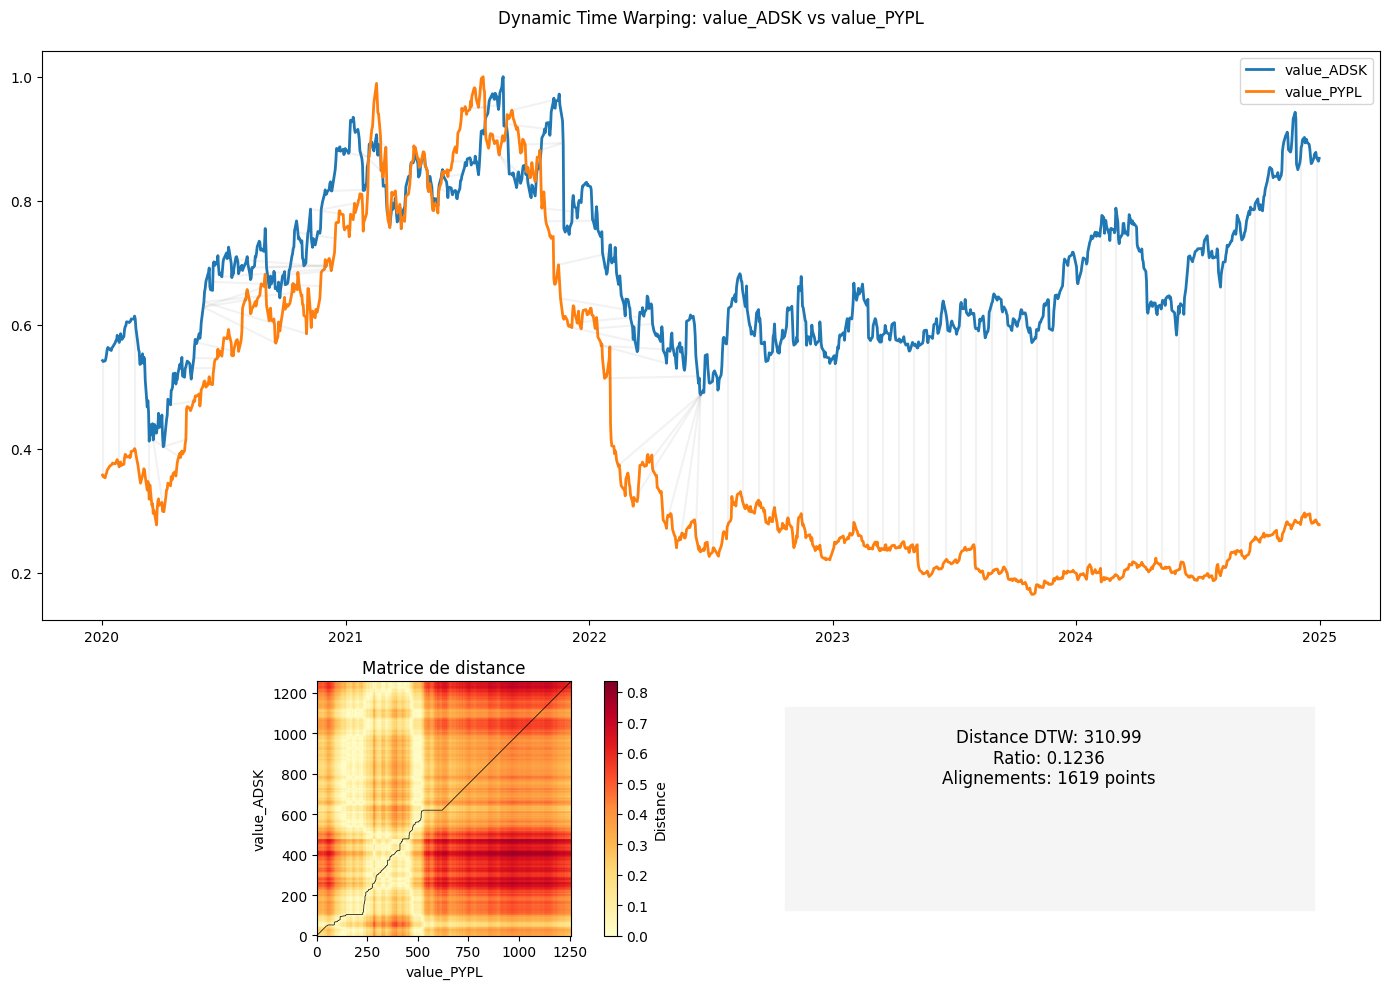 Dynamic Time Warping: value_ADSK vs value_PYPL
value_ADSK
value_PYPL
1.0
0.8
0.6
0.4
0.2
2020 2021 2022 2023 2024 2025
Matrice de distance
value_ADSK
1200
1000
800
600
400
200
0
0 250 500 750 1000 1250
value_PYPL
0.8
0.7
0.6
0.5
0.4
0.3
0.2
0.1
0.0
Distance
Distance DTW: 310.99
Ratio: 0.1236
Alignements: 1619 points